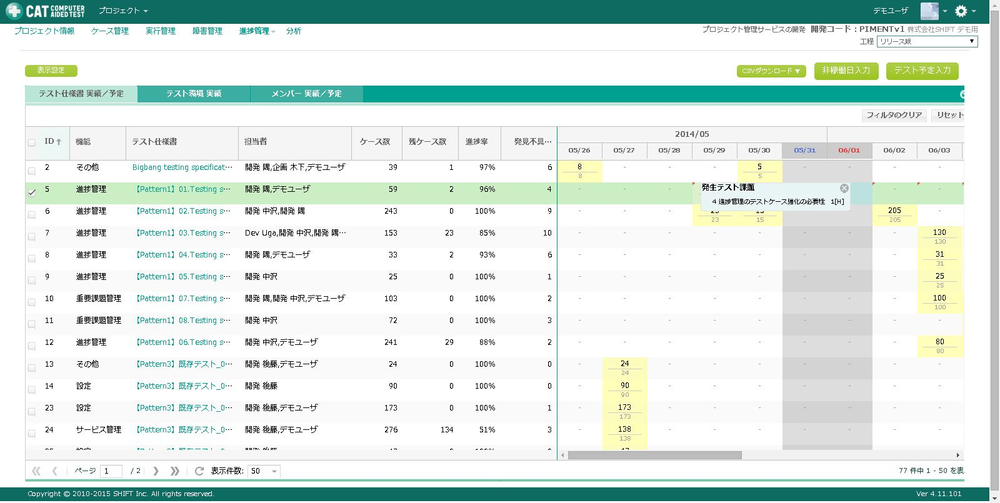 CAT COMPUTER AIDED TEST プロジェクト デモユーザ
プロジェクト情報 ケース管理 実行管理 障害管理 進捗管理 分析
プロジェクト管理サービスの開発 開発コード：PIMENTv1 株式会社SHIFT デモ用
工程 リリース版
表示設定 CSVダウンロード▼ 非稼働日入力 テスト予定入力
テスト仕様書 実績／予定 テスト環境 実績 メンバー 実績／予定
フィルタのクリア リセット
ID↑ 機能 テスト仕様書 担当者 ケース数 残ケース数 進捗率 発見不具…
2014/05
05/26 05/27 05/28 05/29 05/30 05/31 06/01 06/02 06/03
2 その他 Bigbang testing specificat… 開発 隅,企画 木下,デモユーザ 39 1 97% 6 8 - - - 5 - - - -
8 5
5 進捗管理 【Pattern1】01.Testing s… 開発 隅,デモユーザ 59 2 96% 4 - - - - -
発生テスト課題
4 進捗管理のテストケース強化の必要性 1[H]
6 進捗管理 【Pattern1】02.Testing s… 開発 中沢,開発 隅 243 0 100% 9 - - - - - 205 -
23 15 205
7 進捗管理 【Pattern1】03.Testing s… Dev Uga,開発 中沢,開発 隅… 153 23 85% 10 - - - - - - - - 130
130
8 進捗管理 【Pattern1】04.Testing s… 開発 隅,デモユーザ 33 2 93% 6 - - - - - - - - 31
31
9 進捗管理 【Pattern1】05.Testing s… 開発 中沢 25 0 100% 1 - - - - - - - - 25
25
10 重要課題管理 【Pattern1】07.Testing s… 開発 隅,開発 中沢,デモユーザ 103 0 100% 2 - - - - - - - - 100
100
11 重要課題管理 【Pattern1】08.Testing s… 開発 中沢 72 0 100% 3 - - - - - - - - -
12 進捗管理 【Pattern1】06.Testing s… 開発 中沢,デモユーザ 241 29 88% 2 - - - - - - - - 80
80
13 その他 【Pattern3】既存テスト_0… 開発 後藤,デモユーザ 24 0 100% 0 - 24 - - - - - - -
24
14 設定 【Pattern3】既存テスト_0… 開発 後藤 90 0 100% 0 - 90 - - - - - - -
90
23 設定 【Pattern3】既存テスト_0… 開発 後藤,デモユーザ 173 0 100% 1 - 173 - - - - - - -
173
24 サービス管理 【Pattern3】既存テスト_0… 開発 後藤,デモユーザ 276 134 51% 3 - 138 - - - - - - -
138
ページ 1 / 2 表示件数: 50 77 件中 1 - 50 を表
Copyright © 2010-2015 SHIFT Inc. All rights reserved. Ver 4.11.101